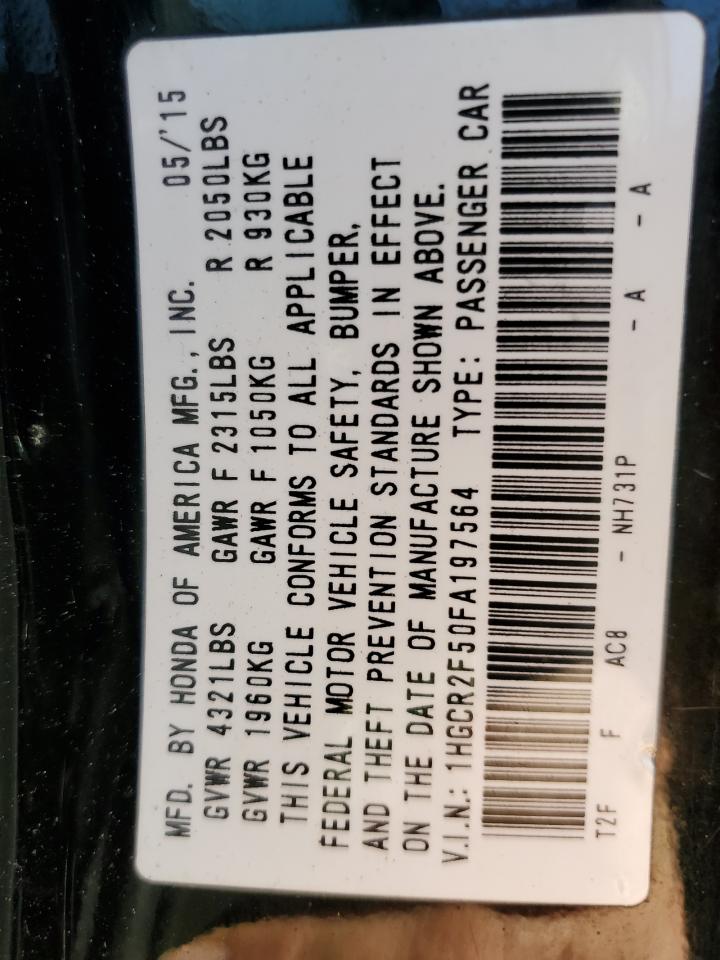 MFD. BY HONDA OF AMERICA MFG., INC. 05/'15
GVWR 4321LBS GAWR F 2315LBS R 2050LBS
GVWR 1960KG GAWR F 1050KG R 930KG
THIS VEHICLE CONFORMS TO ALL APPLICABLE
FEDERAL MOTOR VEHICLE SAFETY, BUMPER,
AND THEFT PREVENTION STANDARDS IN EFFECT
ON THE DATE OF MANUFACTURE SHOWN ABOVE.
V.I.N.: 1HGCR2F50FA197564 TYPE: PASSENGER CAR
T2F F AC8 - NH731P - A - A